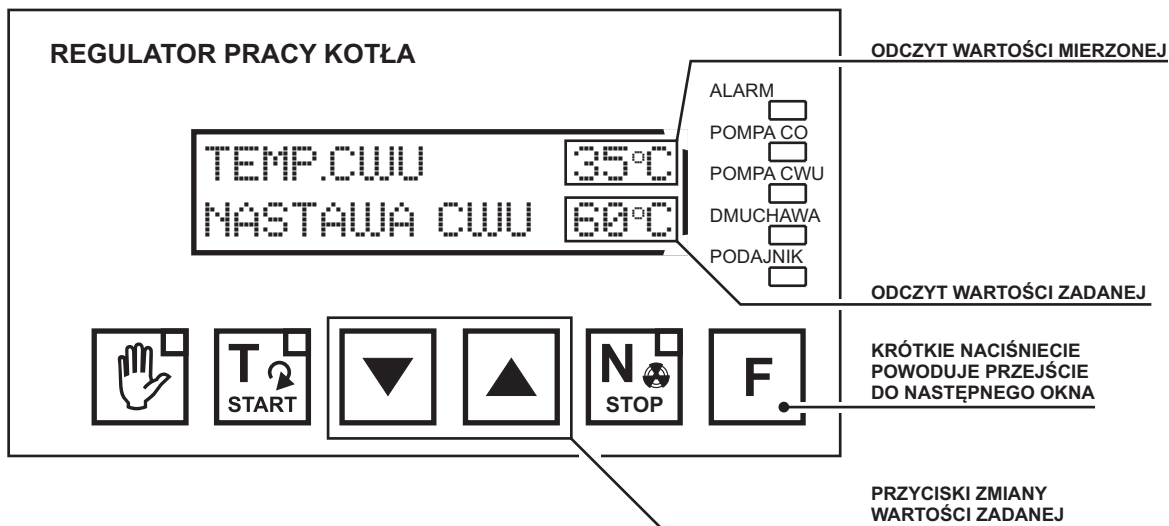 REGULATOR PRACY KOTŁA
ODCZYT WARTOŚCI MIERZONEJ
ALARM
POMPA CO
POMPA CWU
DMUCHAWA
PODAJNIK
TEMP.CWU 35°C
NASTAWA CWU 60°C
ODCZYT WARTOŚCI ZADANEJ
T
START
N
STOP
F
KRÓTKIE NACIŚNIECIE
POWODUJE PRZEJŚCIE
DO NASTĘPNEGO OKNA
PRZYCISKI ZMIANY
WARTOŚCI ZADANEJ